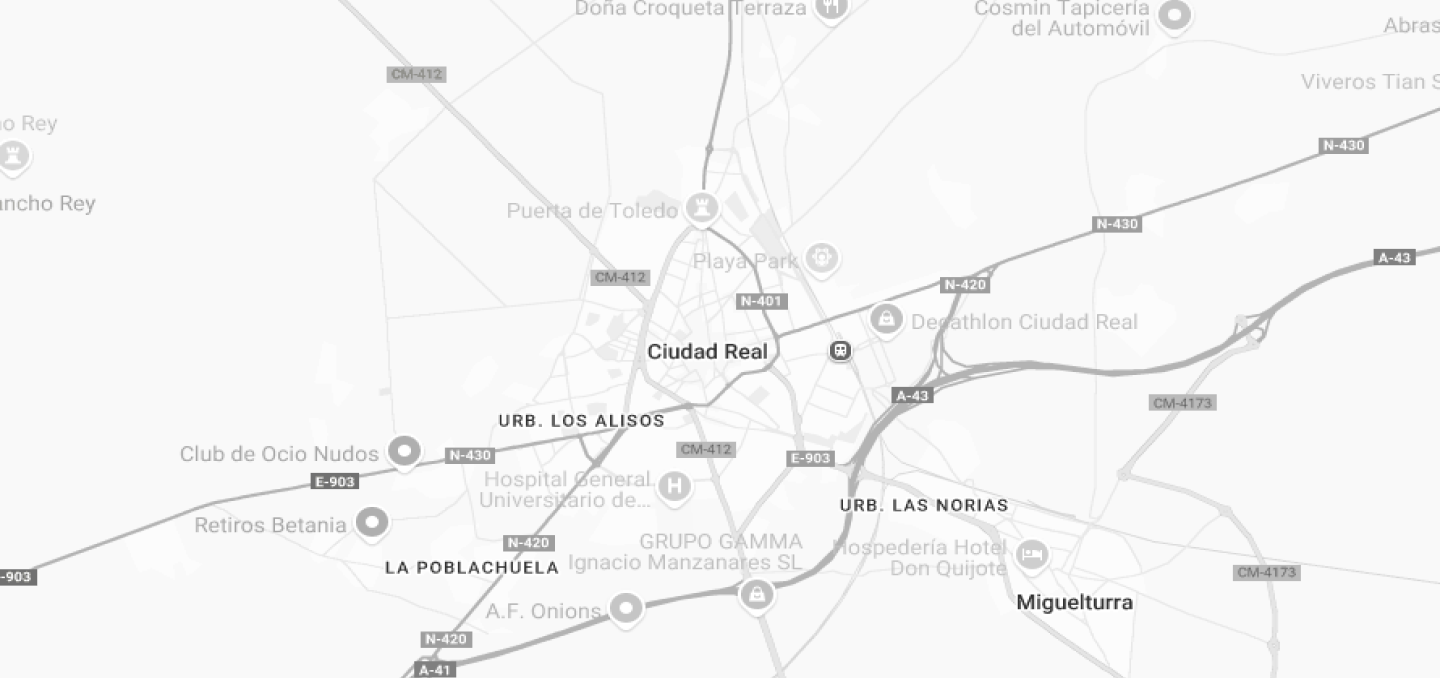 Doña Croqueta Terraza
Cosmin Tapicería
del Automóvil
Abras
CM-412
Viveros Tian S
o Rey
N-430
ancho Rey
Puerta de Toledo
N-430
Playa Park
A-43
CM-412
N-420
N-401
Decathlon Ciudad Real
Ciudad Real
A-43
CM-4173
URB. LOS ALISOS
Club de Ocio Nudos
N-430
CM-412
E-903
E-903
Hospital General
Universitario de...
H
URB. LAS NORIAS
Retiros Betania
N-420
GRUPO GAMMA
Ignacio Manzanares SL
Hospedería Hotel
Don Quijote
LA POBLACHUELA
-903
CM-4173
A.F. Onions
Miguelturra
N-420
A-41